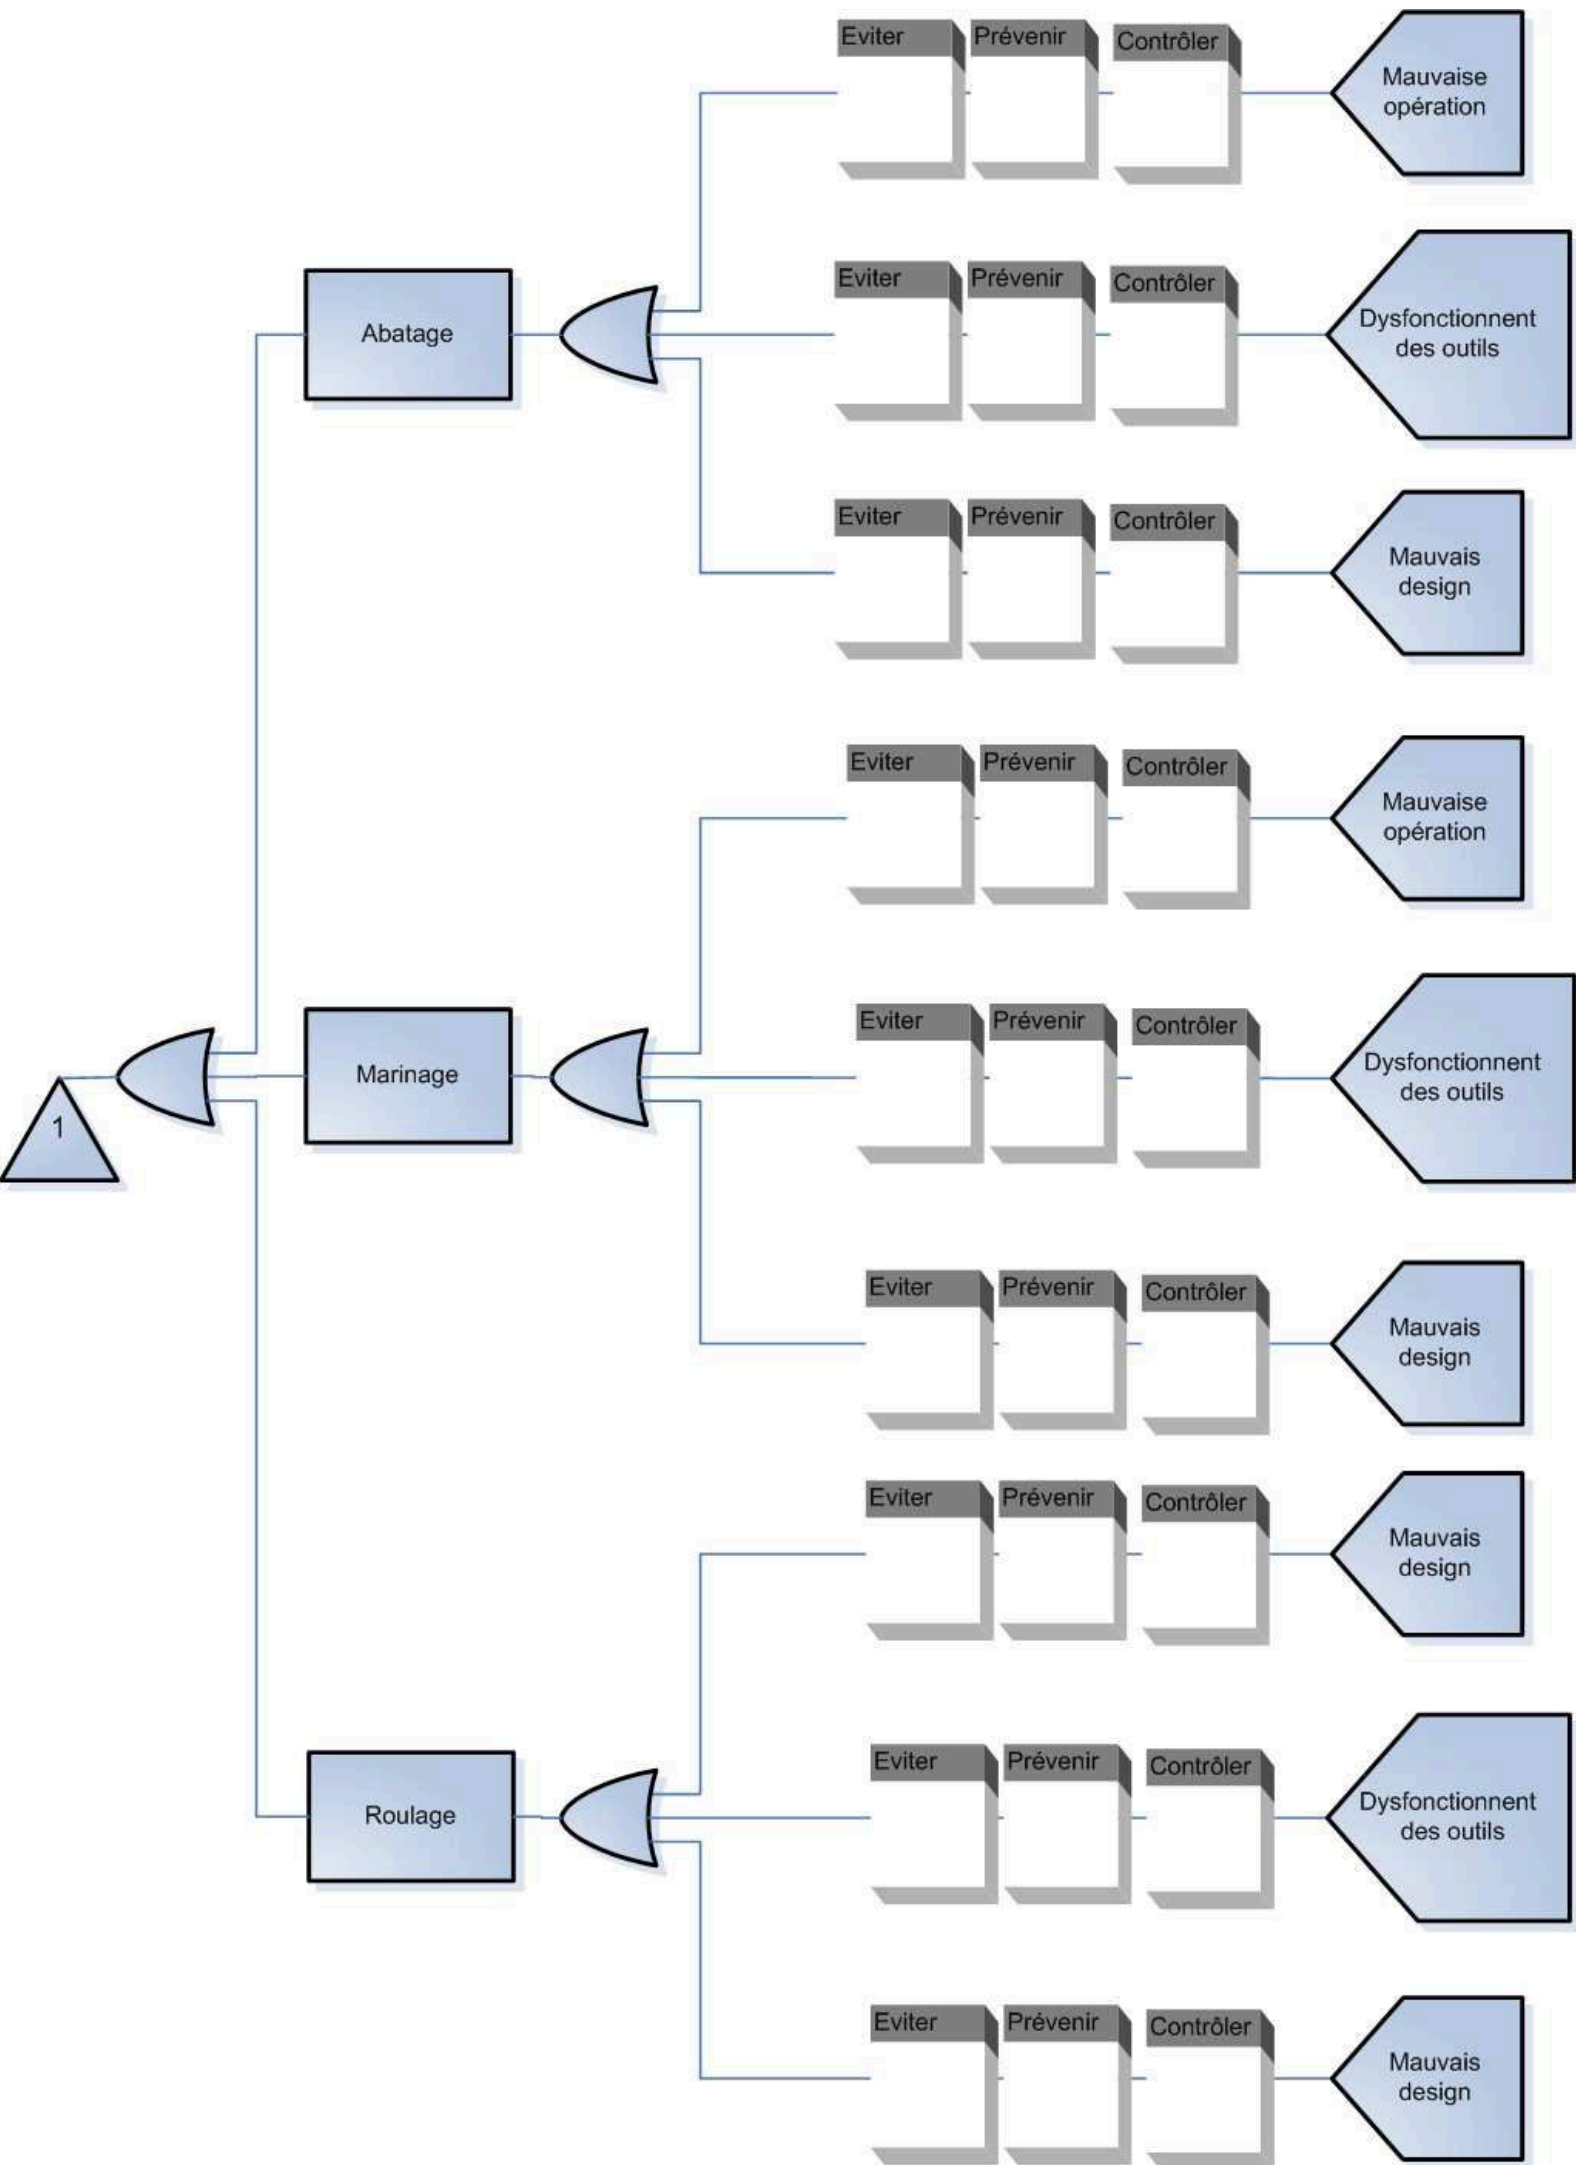 Eviter Prévenir Contrôler
Mauvaise
opération
Abatage
Eviter Prévenir Contrôler
Dysfonctionnent
des outils
Eviter Prévenir Contrôler
Mauvais
design
Eviter Prévenir Contrôler
Mauvaise
opération
1
Marinage
Eviter Prévenir Contrôler
Dysfonctionnent
des outils
Eviter Prévenir Contrôler
Mauvais
design
Eviter Prévenir Contrôler
Mauvais
design
Roulage
Eviter Prévenir Contrôler
Dysfonctionnent
des outils
Eviter Prévenir Contrôler
Mauvais
design